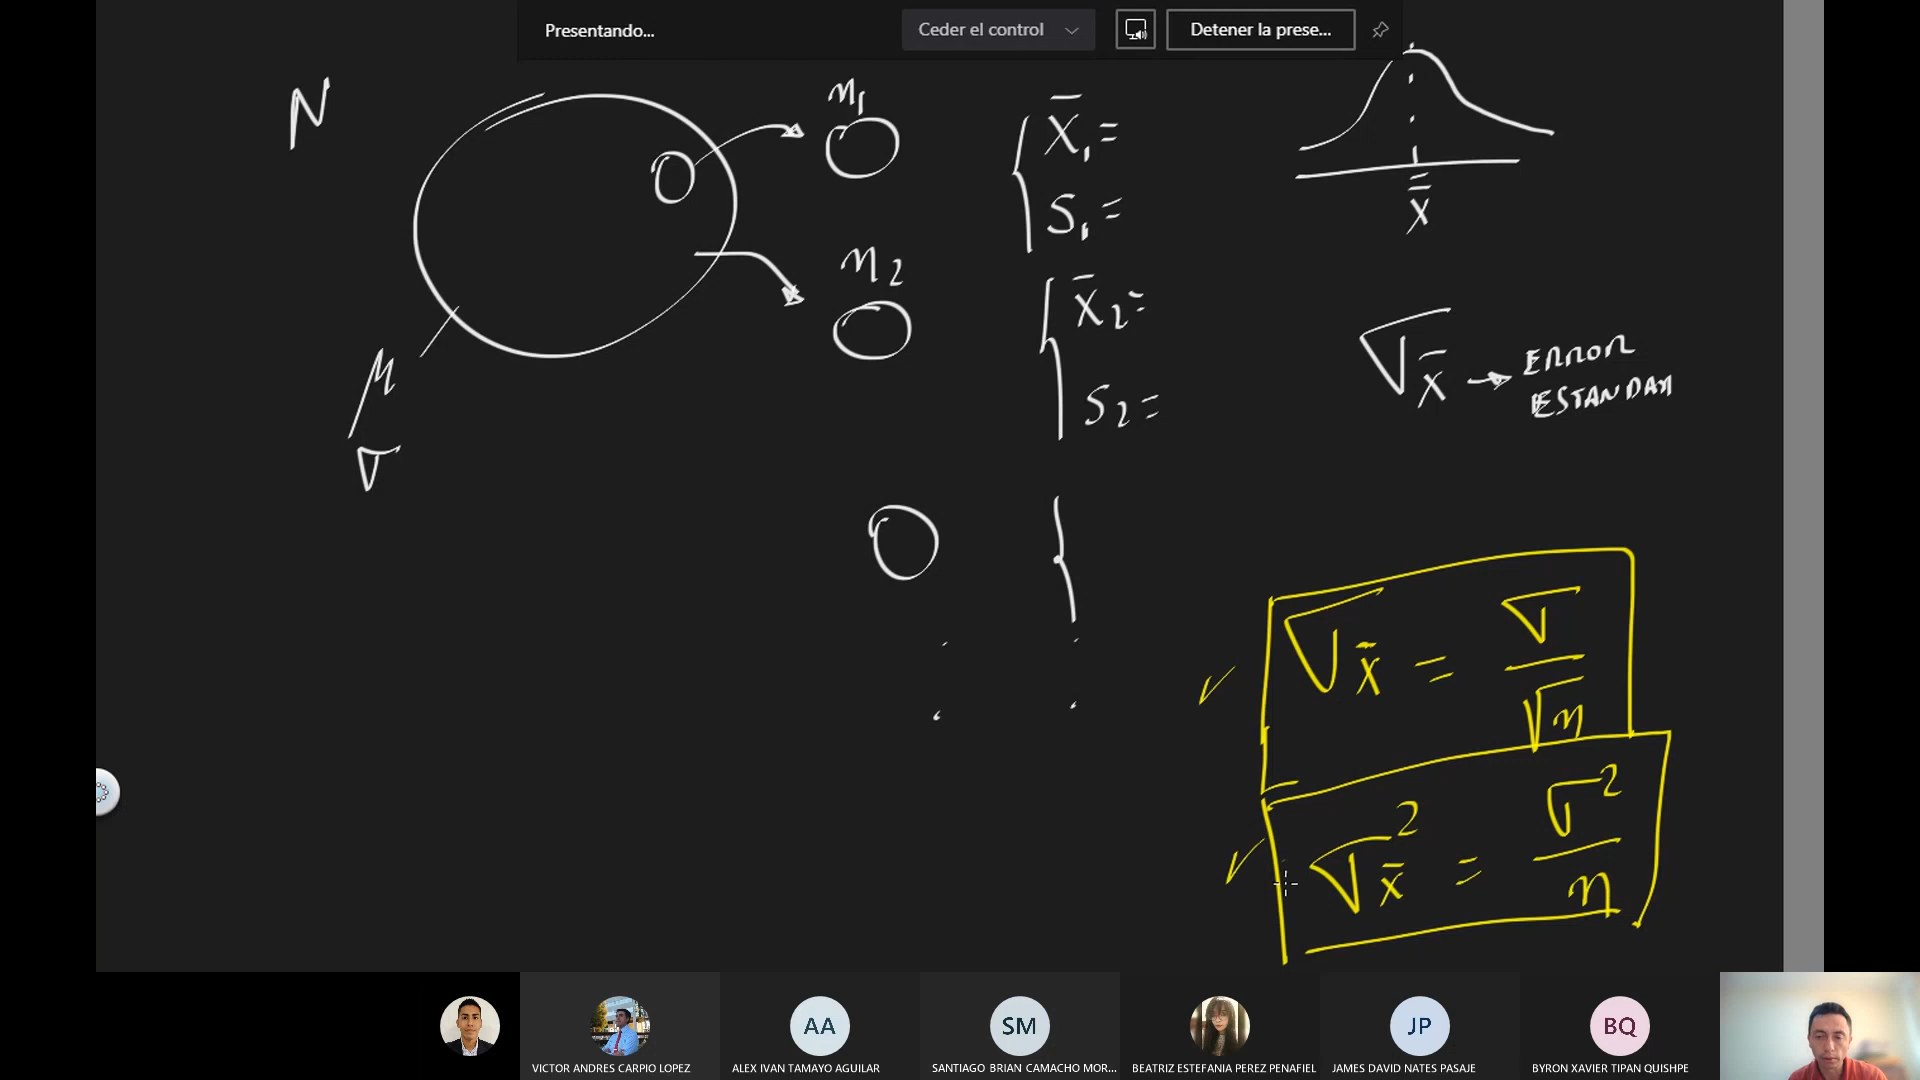 Presentando...
Ceder el control
Detener la prese...
N
n₁
x̄₁=
S₁=
x̿
n₂
x̄₂=
S₂=
μ
σ
σx̄ → ERROR
ESTANDAR
σx̄ = σ/√n
σ²x̄ = σ²/n
AA
SM
JP
BQ
VICTOR ANDRES CARPIO LOPEZ
ALEX IVAN TAMAYO AGUILAR
SANTIAGO BRIAN CAMACHO MOR...
BEATRIZ ESTEFANIA PEREZ PENAFIEL
JAMES DAVID NATES PASAJE
BYRON XAVIER TIPAN QUISHPE